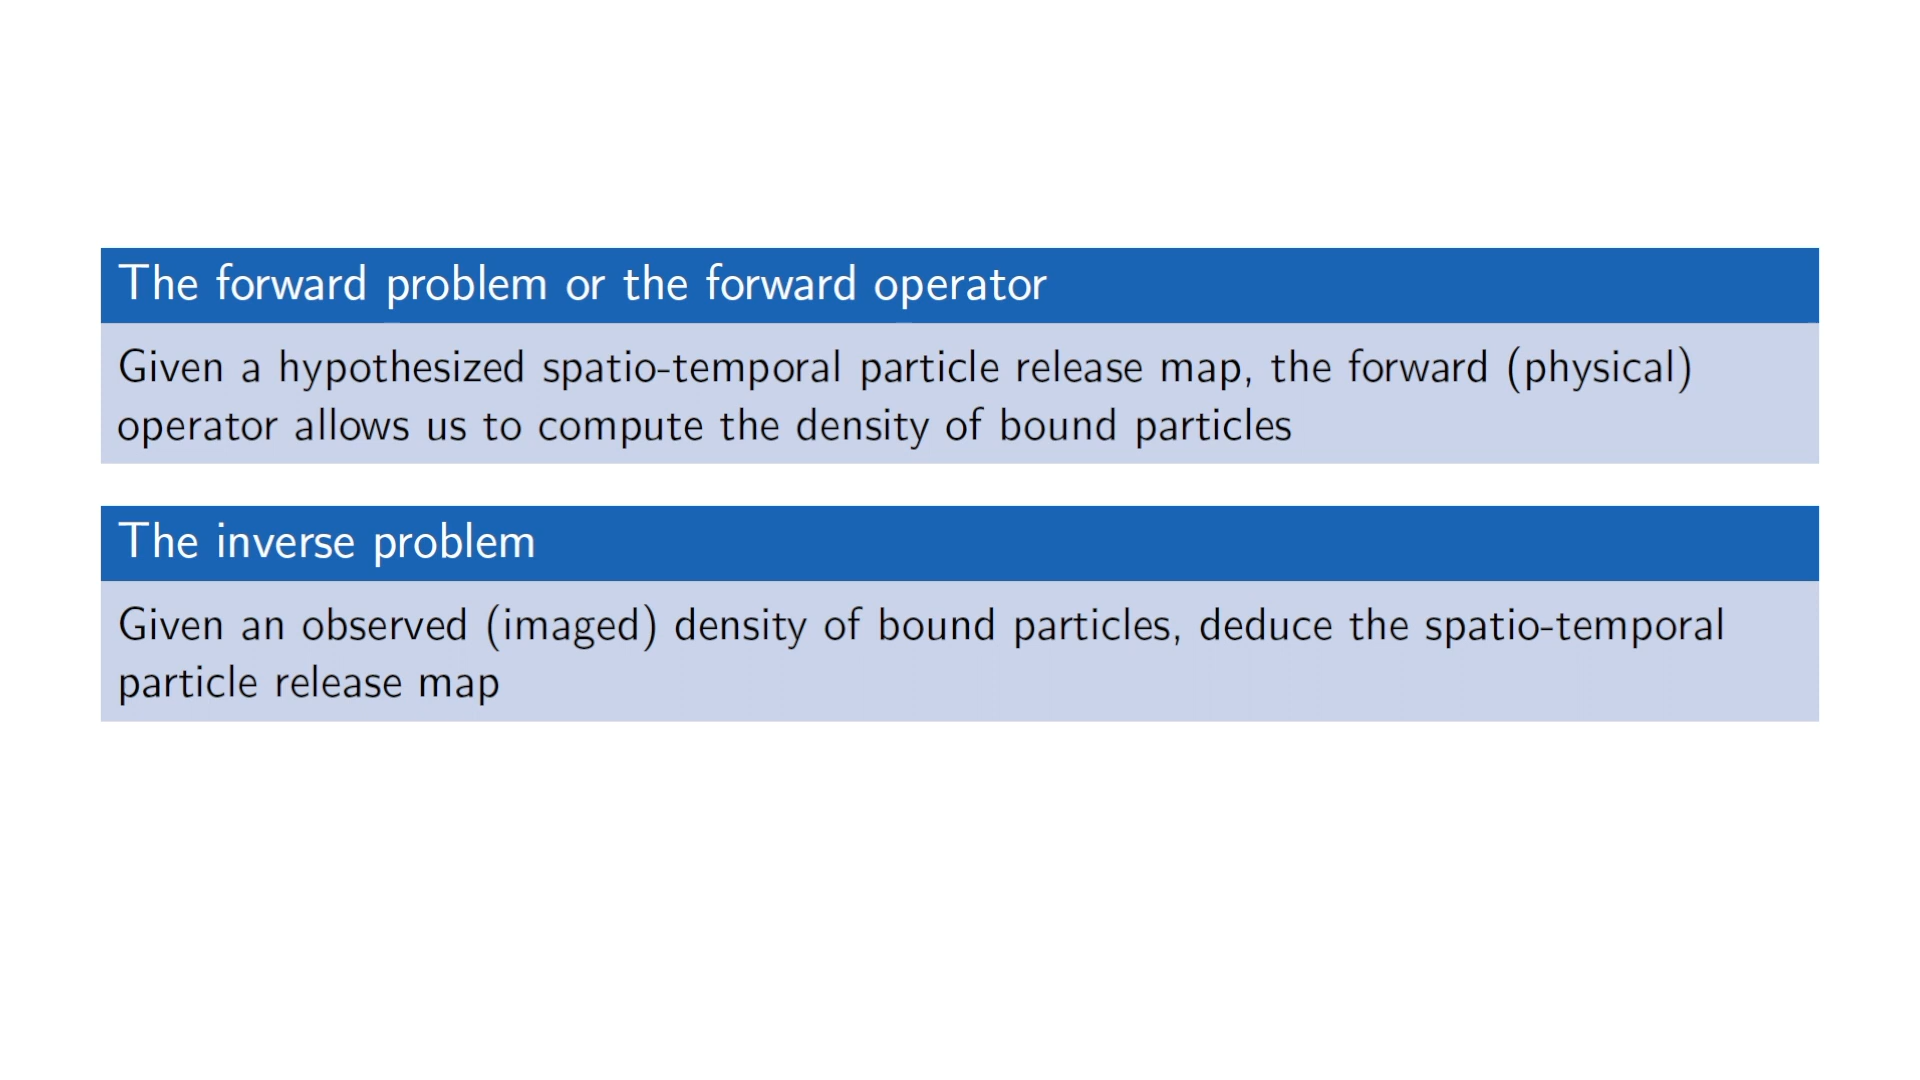 The forward problem or the forward operator
Given a hypothesized spatio-temporal particle release map, the forward (physical)
operator allows us to compute the density of bound particles
The inverse problem
Given an observed (imaged) density of bound particles, deduce the spatio-temporal
particle release map